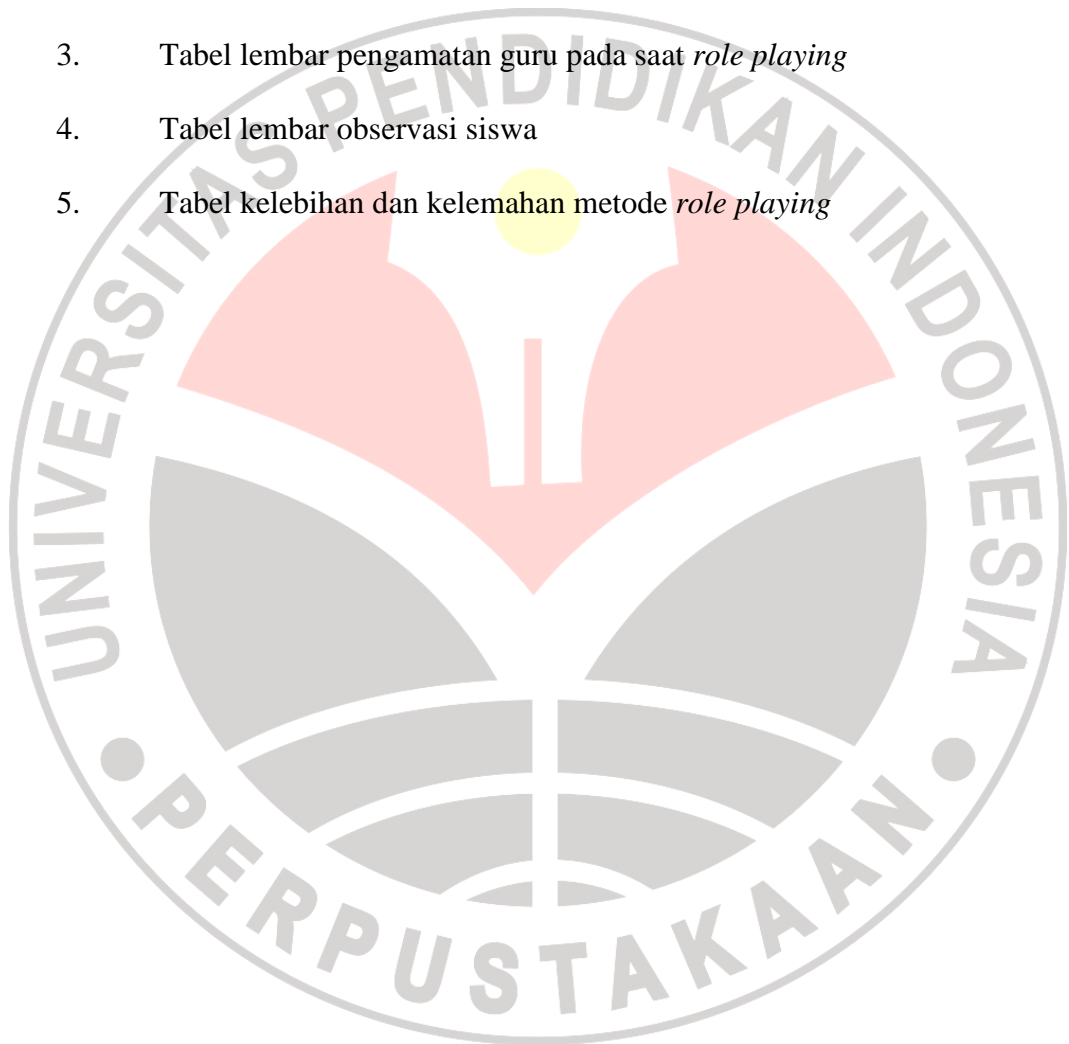 3. Tabel lembar pengamatan guru pada saat role playing
4. Tabel lembar observasi siswa
5. Tabel kelebihan dan kelemahan metode role playing
UNIVERSITAS PENDIDIKAN INDONESIA
PERPUSTAKAAN